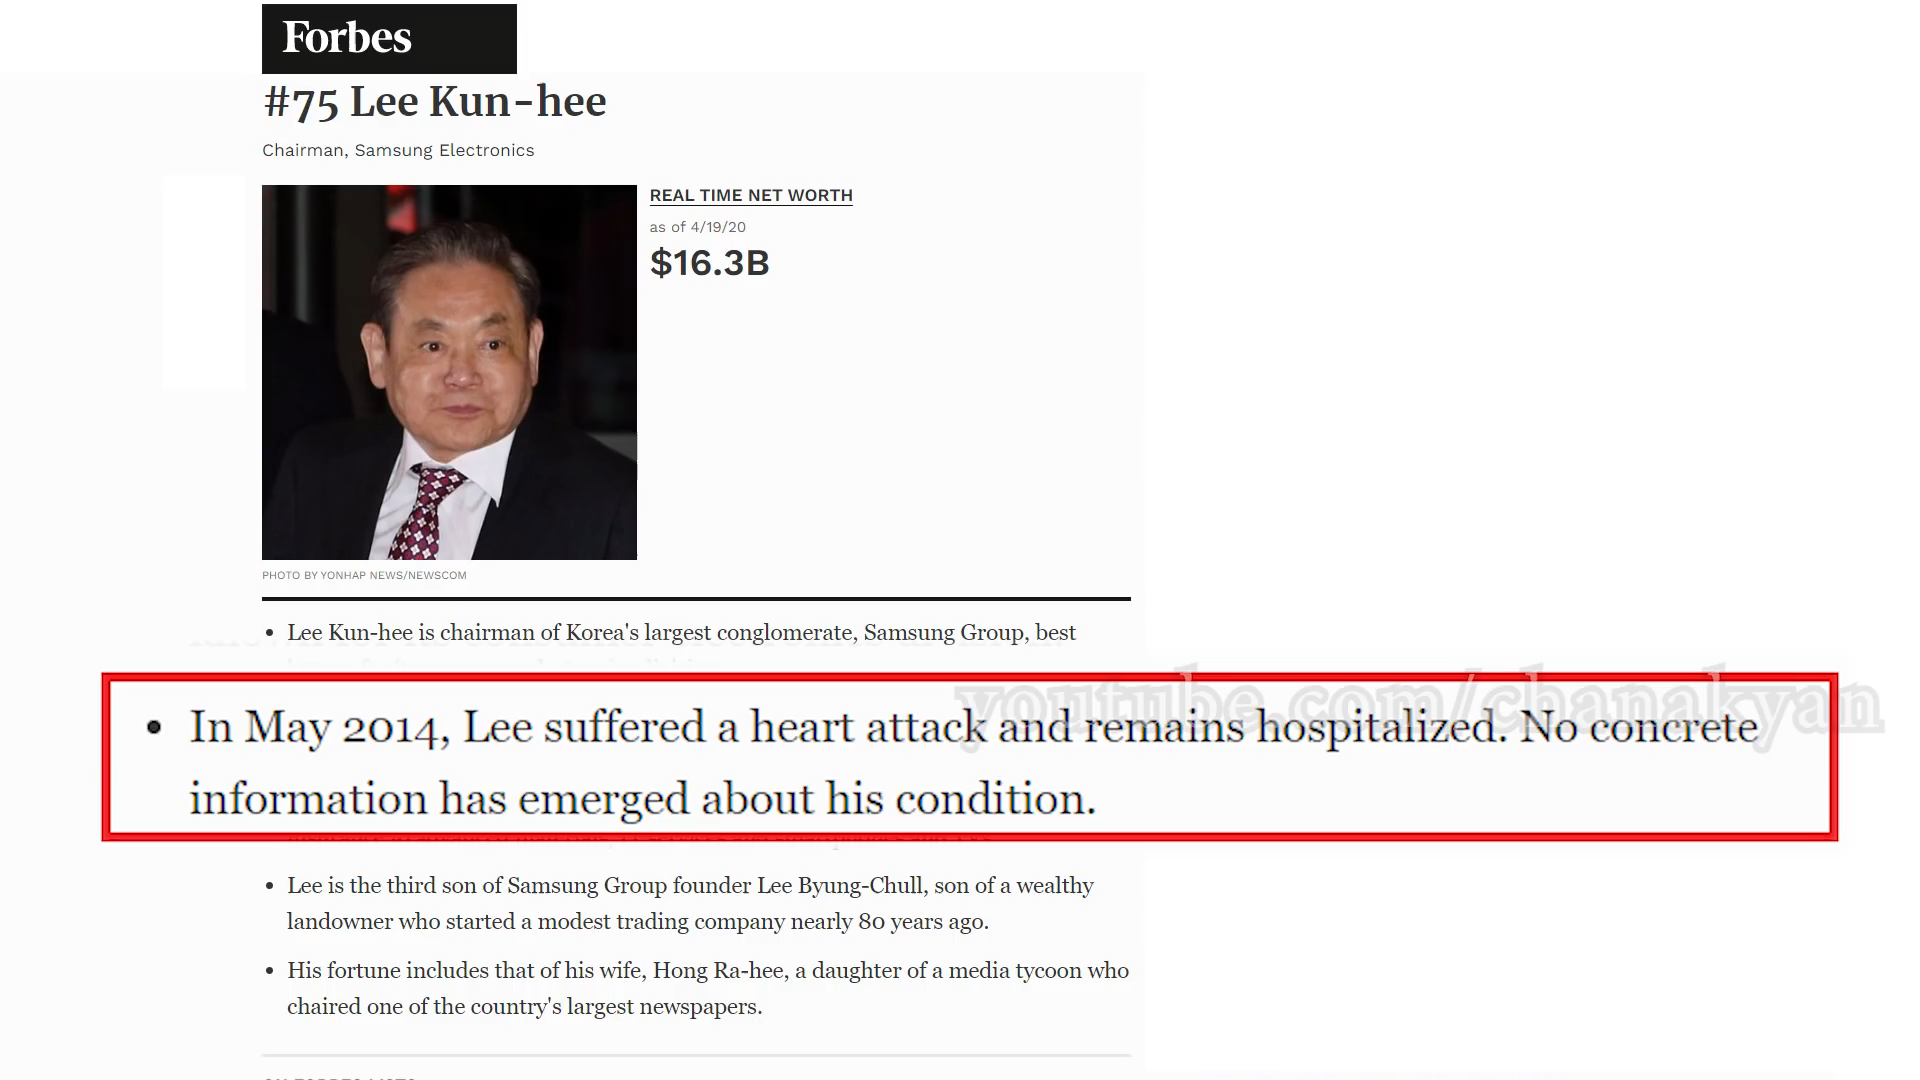 Forbes
#75 Lee Kun-hee
Chairman, Samsung Electronics
REAL TIME NET WORTH
as of 4/19/20
$16.3B
PHOTO BY YONHAP NEWS/NEWSCOM
• Lee Kun-hee is chairman of Korea's largest conglomerate, Samsung Group, best
youtube.com/chanakyan
• In May 2014, Lee suffered a heart attack and remains hospitalized. No concrete
information has emerged about his condition.
• Lee is the third son of Samsung Group founder Lee Byung-Chull, son of a wealthy
landowner who started a modest trading company nearly 80 years ago.
• His fortune includes that of his wife, Hong Ra-hee, a daughter of a media tycoon who
chaired one of the country's largest newspapers.